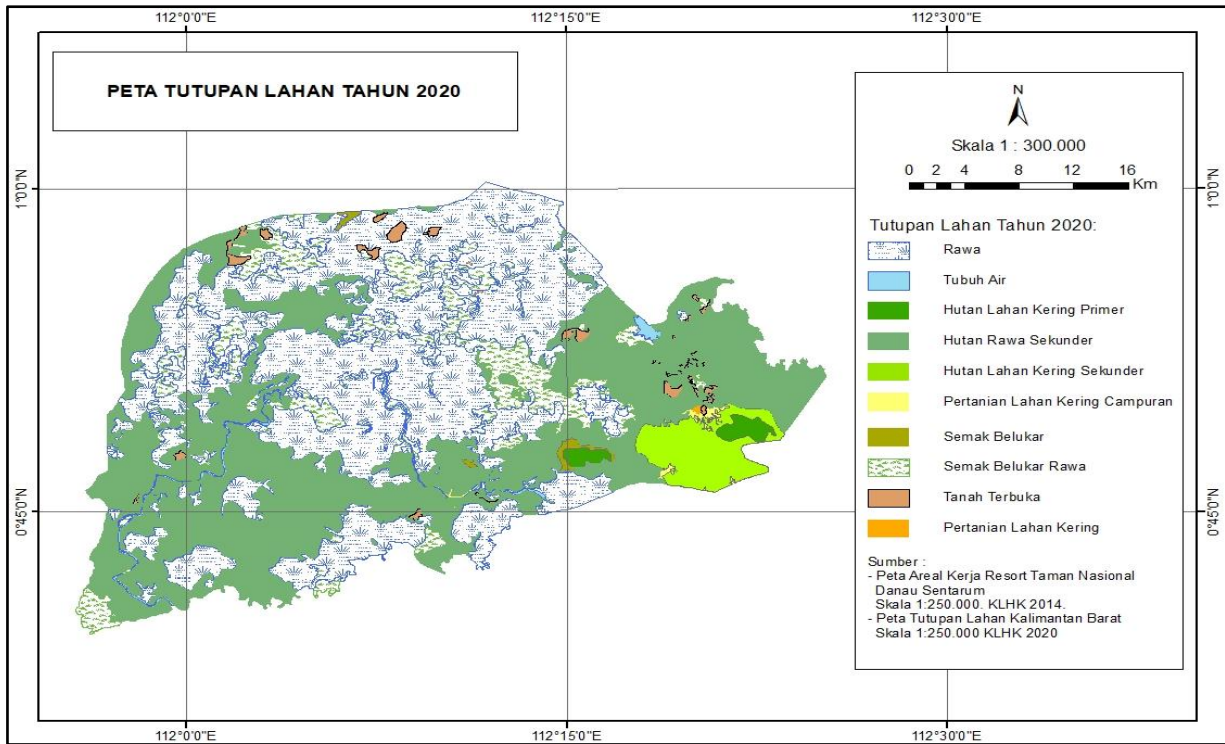 112°0'0"E
112°15'0"E
112°30'0"E
PETA TUTUPAN LAHAN TAHUN 2020
N
Skala 1 : 300.000
0 2 4 8 12 16
Km
1°0'0"N
1°0'0"N
Tutupan Lahan Tahun 2020:
Rawa
Tubuh Air
Hutan Lahan Kering Primer
Hutan Rawa Sekunder
Hutan Lahan Kering Sekunder
Pertanian Lahan Kering Campuran
Semak Belukar
Semak Belukar Rawa
Tanah Terbuka
Pertanian Lahan Kering
0°45'0"N
0°45'0"N
Sumber :
- Peta Areal Kerja Resort Taman Nasional
Danau Sentarum
Skala 1:250.000. KLHK 2014.
- Peta Tutupan Lahan Kalimantan Barat
Skala 1:250.000 KLHK 2020
112°0'0"E
112°15'0"E
112°30'0"E